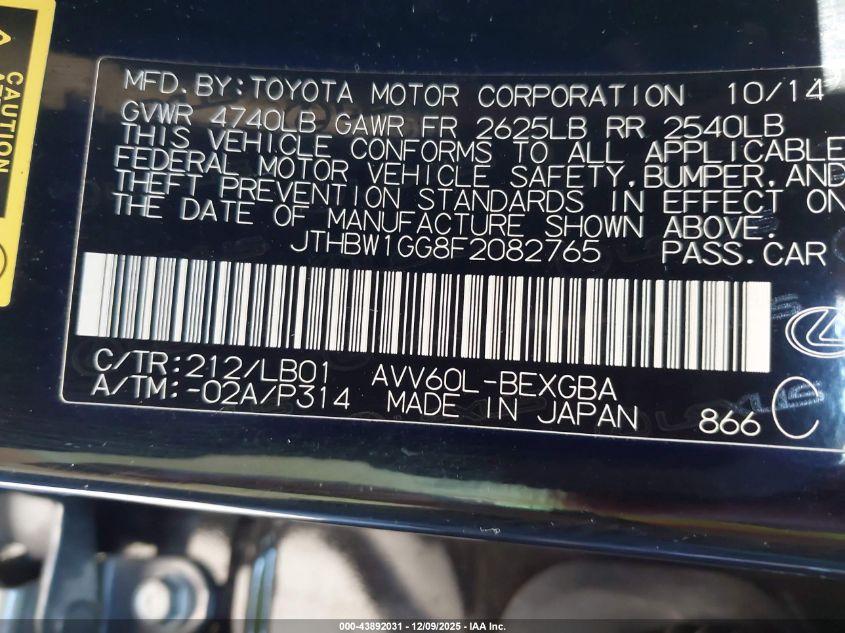 CAUTION
MFD. BY: TOYOTA MOTOR CORPORATION 10/14
GVWR 4740LB GAWR FR 2625LB RR 2540LB
THIS VEHICLE CONFORMS TO ALL APPLICABLE
FEDERAL MOTOR VEHICLE SAFETY, BUMPER, AND
THEFT PREVENTION STANDARDS IN EFFECT ON
THE DATE OF MANUFACTURE SHOWN ABOVE.
JTHBW1GG8F2082765 PASS. CAR
C/TR: 212/LB01 AVV60L-BEXGBA
A/TM: -02A/P314 MADE IN JAPAN 866 C
000-43892031 - 12/09/2025 - IAA Inc.